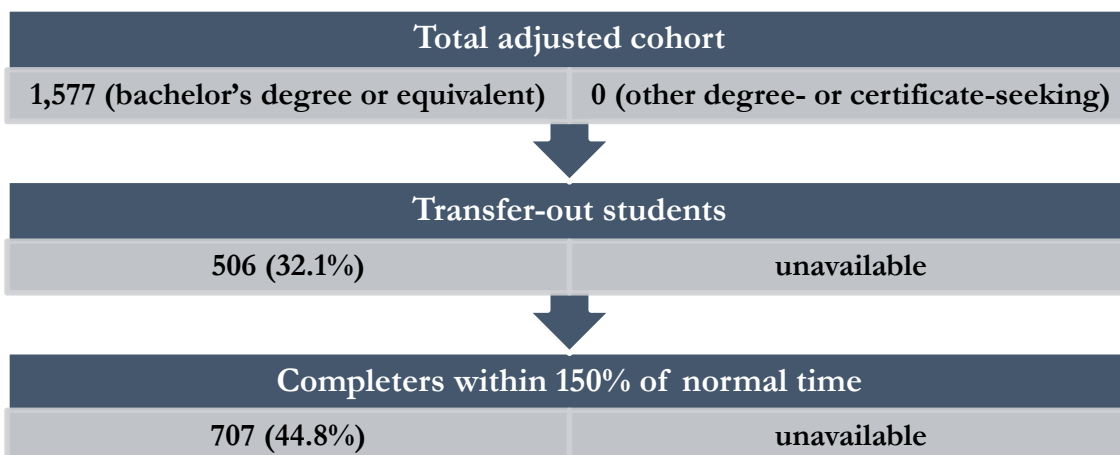 Total adjusted cohort
1,577 (bachelor’s degree or equivalent) 0 (other degree- or certificate-seeking)
Transfer-out students
506 (32.1%) unavailable
Completers within 150% of normal time
707 (44.8%) unavailable